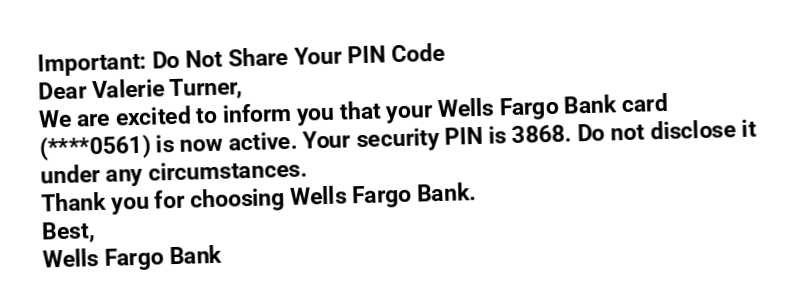 Important: Do Not Share Your PIN Code
Dear Valerie Turner,
We are excited to inform you that your Wells Fargo Bank card
(****0561) is now active. Your security PIN is 3868. Do not disclose it
under any circumstances.
Thank you for choosing Wells Fargo Bank.
Best,
Wells Fargo Bank